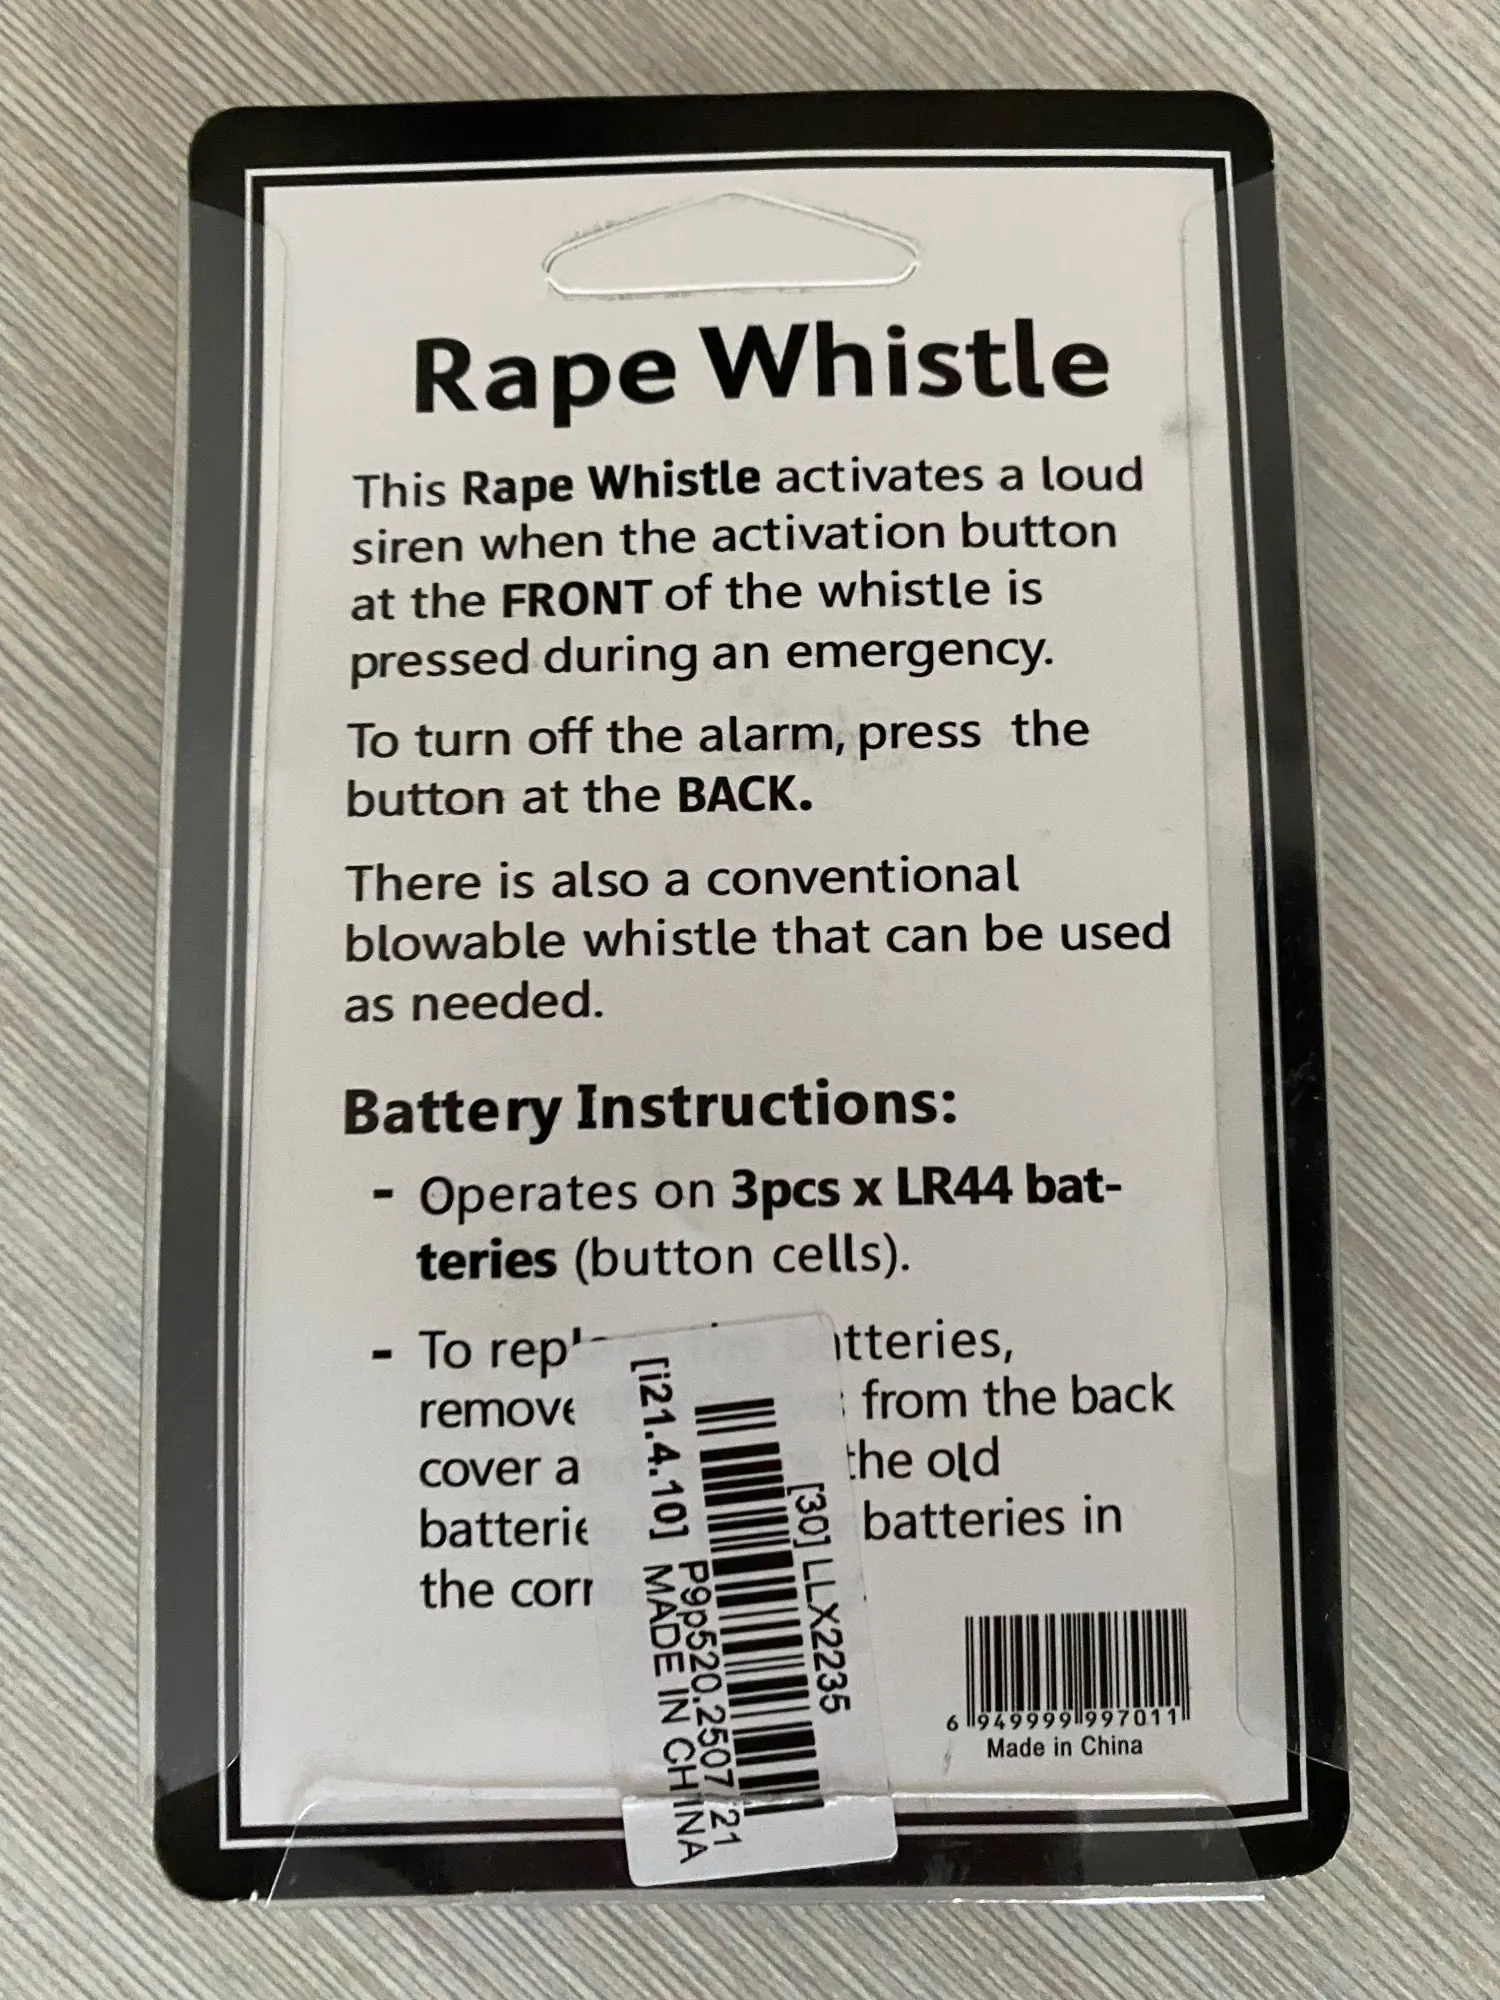 Rape Whistle
This Rape Whistle activates a loud
siren when the activation button
at the FRONT of the whistle is
pressed during an emergency.
To turn off the alarm, press the
button at the BACK.
There is also a conventional
blowable whistle that can be used
as needed.
Battery Instructions:
- Operates on 3pcs x LR44 bat-
teries (button cells).
- To
remove from the back
cover the old
batteries in
the
[30] LLX2235
P9p520.2507 21
[i21.4.10] MADE IN CHINA
6 949999 997011
Made in China